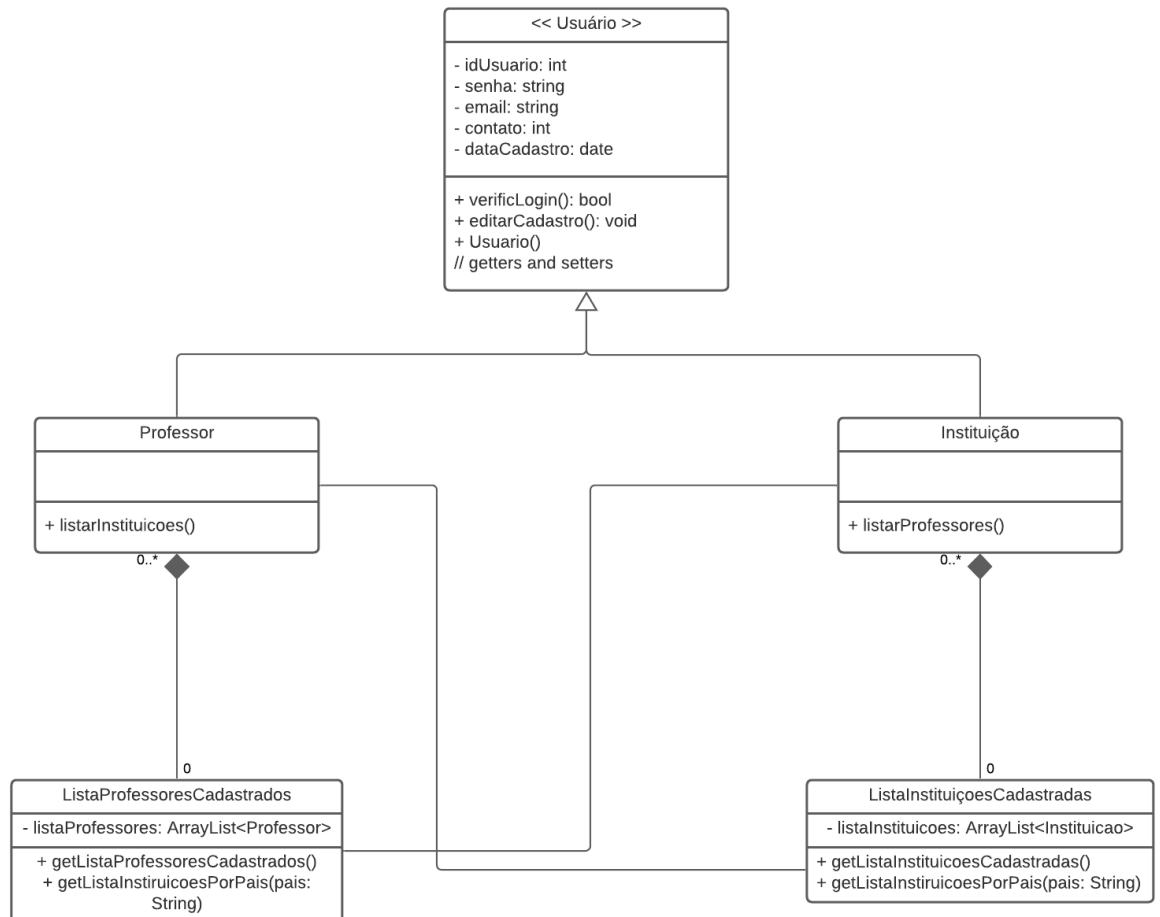 << Usuário >>
- idUsuario: int
- senha: string
- email: string
- contato: int
- dataCadastro: date
+ verificLogin(): bool
+ editarCadastro(): void
+ Usuario()
// getters and setters
Professor
+ listarInstituicoes()
0..*
Instituição
+ listarProfessores()
0..*
0
ListaProfessoresCadastrados
- listaProfessores: ArrayList<Professor>
+ getListaProfessoresCadastrados()
+ getListaInstiruicoesPorPais(pais:
String)
0
ListaInstituiçoesCadastradas
- listaInstituicoes: ArrayList<Instituicao>
+ getListaInstituicoesCadastradas()
+ getListaInstiruicoesPorPais(pais: String)